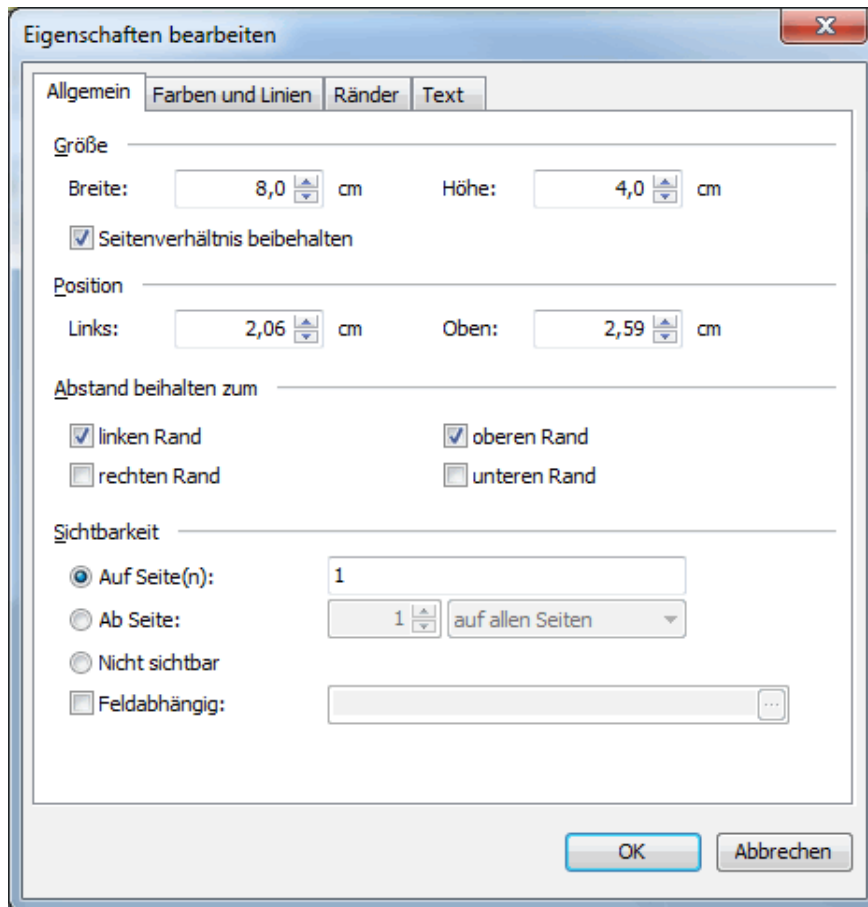 Eigenschaften bearbeiten
Allgemein Farben und Linien Ränder Text
Größe
Breite: 8,0 cm Höhe: 4,0 cm
Seitenverhältnis beibehalten
Position
Links: 2,06 cm Oben: 2,59 cm
Abstand beihalten zum
linken Rand oberen Rand
rechten Rand unteren Rand
Sichtbarkeit
Auf Seite(n): 1
Ab Seite: 1 auf allen Seiten
Nicht sichtbar
Feldabhängig: ...
OK Abbrechen